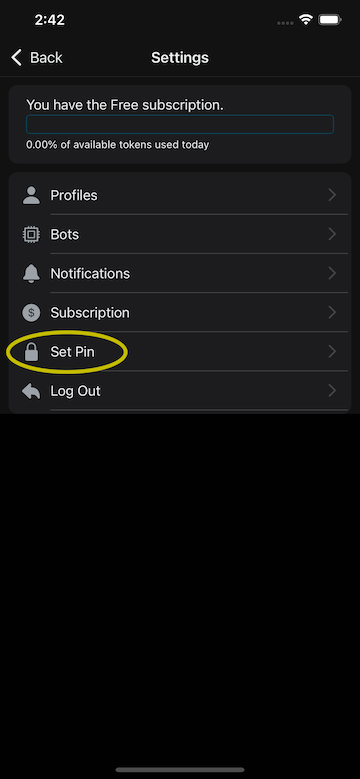 2:42
Back
Settings
You have the Free subscription.
0.00% of available tokens used today
Profiles
Bots
Notifications
$ Subscription
Set Pin
Log Out